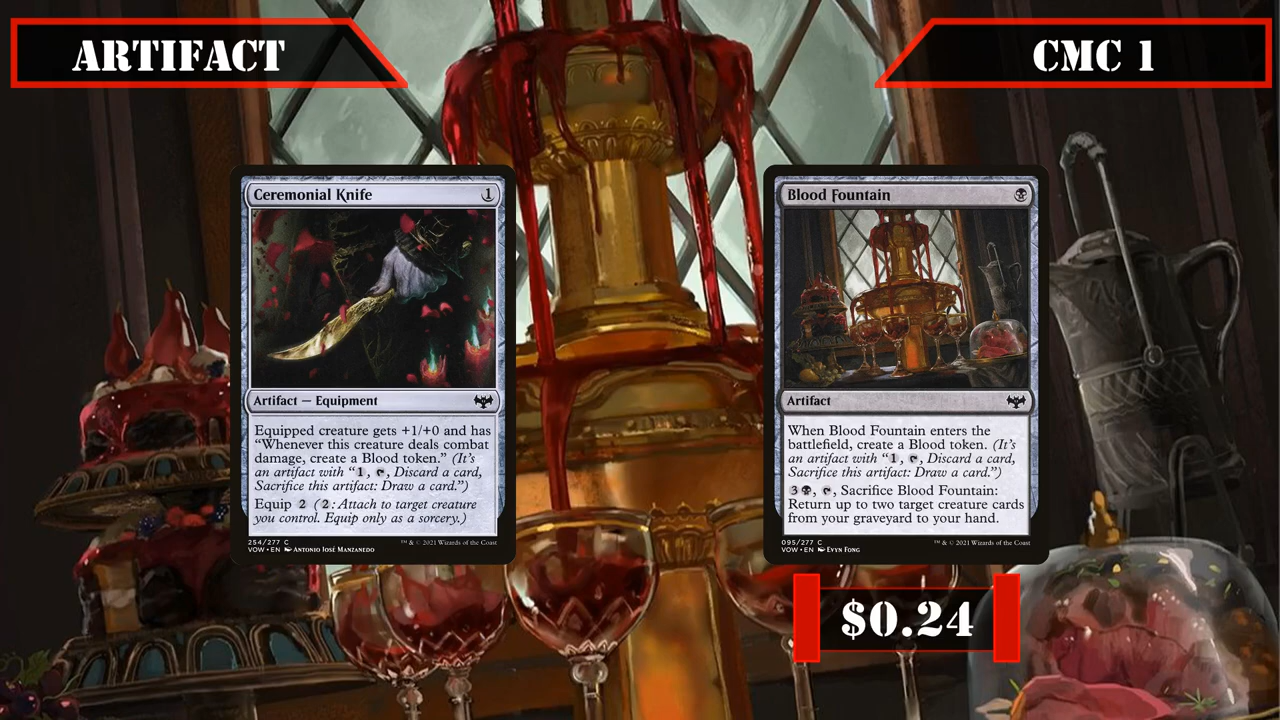 ARTIFACT
CMC 1
Ceremonial Knife 1
Artifact — Equipment
Equipped creature gets +1/+0 and has
“Whenever this creature deals combat
damage, create a Blood token.” (It's
an artifact with “1, , Discard a card,
Sacrifice this artifact: Draw a card.”)
Equip 2 (2: Attach to target creature
you control. Equip only as a sorcery.)
254/277 C
VOW • EN Antonio José Manzanedo
™ & © 2021 Wizards of the Coast
Blood Fountain
Artifact
When Blood Fountain enters the
battlefield, create a Blood token. (It's
an artifact with “1, , Discard a card,
Sacrifice this artifact: Draw a card.”)
3, , Sacrifice Blood Fountain:
Return up to two target creature cards
from your graveyard to your hand.
095/277 C
VOW • EN Evyn Fong
™ & © 2021 Wizards of the Coast
$0.24